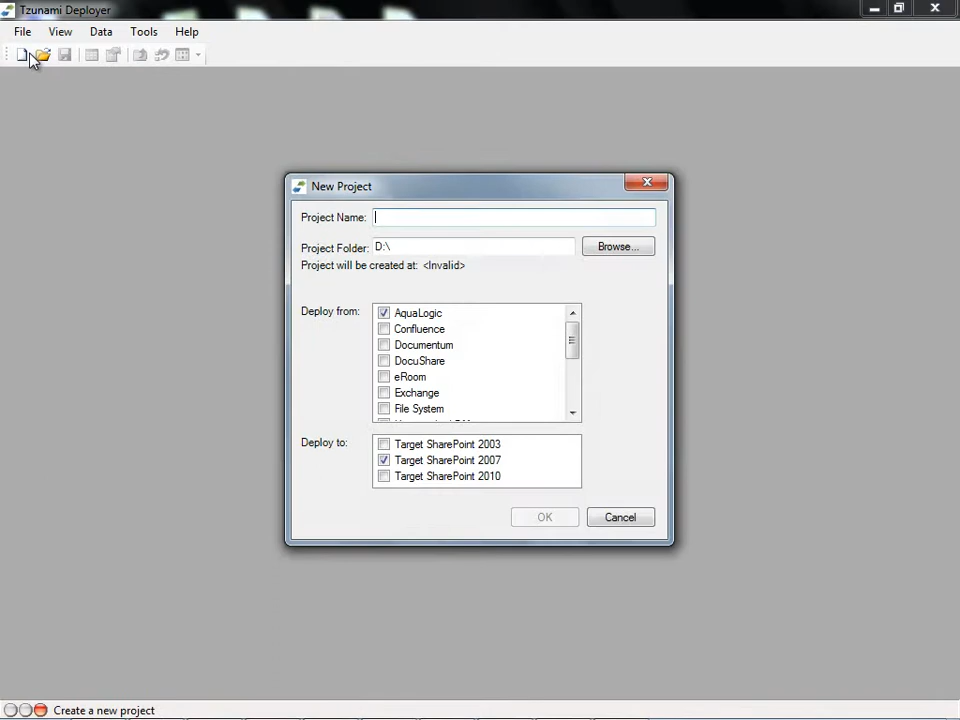 Tzunami Deployer
File View Data Tools Help
New Project
Project Name:
Project Folder: D:\ Browse...
Project will be created at: <Invalid>
Deploy from: AquaLogic
Confluence
Documentum
DocuShare
eRoom
Exchange
File System
Deploy to: Target SharePoint 2003
Target SharePoint 2007
Target SharePoint 2010
OK Cancel
Create a new project